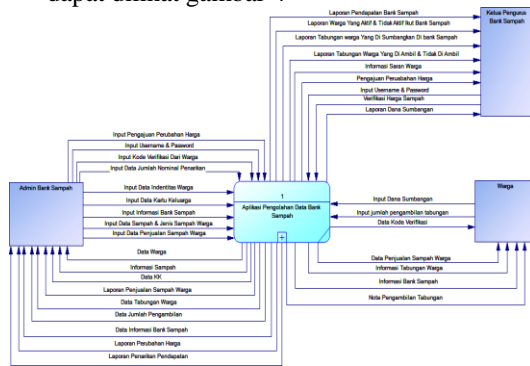 dapat dilihat gambar 4
Laporan Pendapatan Bank Sampah
Laporan Warga Yang Aktif & Tidak Aktif Ikut Bank Sampah
Laporan Tabungan warga Yang Di Sumbangkan Di bank Sampah
Laporan Tabungan Warga Yang Di Ambil & Tidak Di Ambil
Informasi Saran Warga
Pengajuan Peruabahan Harga
Input Username & Password
Verifikasi Harga Sampah
Laporan Dana Sumbangan
Ketua Pengurus
Bank Sampah
Input Pengajuan Perubahan Harga
Input Username & Password
Input Kode Verifikasi Dari Warga
Input Data Jumlah Nominal Penarikan
Admin Bank Sampah
Input Data Indentitas Warga
Input Data Kartu Kaluarga
Input Informasi Bank Sampah
Input Data Sampah & Jenis Sampah Warga
Input Data Penjualan Sampah Warga
1
Aplikasi Pengolahan Data Bank
Sampah
+
Warga
Input Dana Sumbangan
Input jumlah pengambilan tabungan
Data Kode Verifikasi
Data Penjualan Sampah Warga
Informasi Tabungan Warga
Informasi Bank Sampah
Nota Pengambilan Tabungan
Data Warga
Informasi Sampah
Data KK
Laporan Penjualan Sampah Warga
Data Tabungan Warga
Data Jumlah Pengambilan
Data Informasi Bank Sampah
Laporan Perubahan Harga
Laporan Penarikan Pendapatan